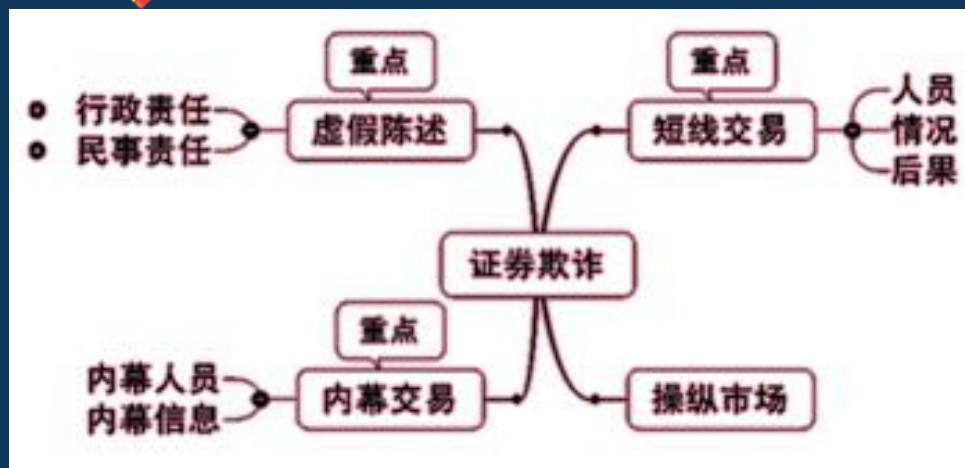 重点
虚假陈述
行政责任
民事责任
重点
短线交易
人员
情况
后果
证券欺诈
重点
内幕交易
内幕人员
内幕信息
操纵市场